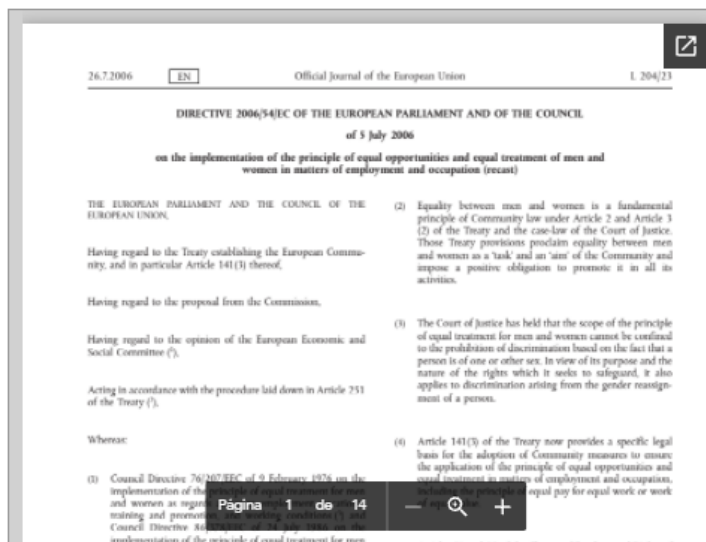 26.7.2006 EN Official Journal of the European Union L 204/23
DIRECTIVE 2006/54/EC OF THE EUROPEAN PARLIAMENT AND OF THE COUNCIL
of 5 July 2006
on the implementation of the principle of equal opportunities and equal treatment of men and
women in matters of employment and occupation (recast)
THE EUROPEAN PARLIAMENT AND THE COUNCIL OF THE
EUROPEAN UNION,
Having regard to the Treaty establishing the European Commu-
nity, and in particular Article 141(3) thereof,
Having regard to the proposal from the Commission,
Having regard to the opinion of the European Economic and
Social Committee (¹),
Acting in accordance with the procedure laid down in Article 251
of the Treaty (²),
Whereas:
(1) Council Directive 76/207/EEC of 9 February 1976 on the
implementation of the principle of equal treatment for men
and women as regards
training and promotion, and working conditions
Council Directive
implementation of the principle of equal treatment for men
(2) Equality between men and women is a fundamental
principle of Community law under Article 2 and Article 3
(2) of the Treaty and the case-law of the Court of Justice.
Those Treaty provisions proclaim equality between men
and women as a 'task' and an 'aim' of the Community and
impose a positive obligation to promote it in all its
activities.
(3) The Court of Justice has held that the scope of the principle
of equal treatment for men and women cannot be confined
to the prohibition of discrimination based on the fact that a
person is of one or other sex. In view of its purpose and the
nature of the rights which it seeks to safeguard, it also
applies to discrimination arising from the gender reassign-
ment of a person.
(4) Article 141(3) of the Treaty now provides a specific legal
basis for the adoption of Community measures to ensure
the application of the principle of equal opportunities and
equal treatment in matters of employment and occupation,
including the principle of equal pay for equal work or work
of equal value.
Página 1 de 14